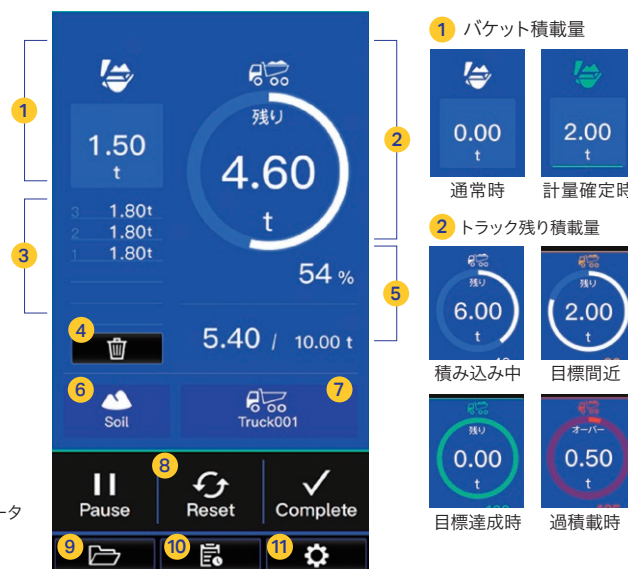 1
1.50
t
3 1.80t
2 1.80t
1 1.80t
3
4
残り
4.60
t
2
54 %
5
5.40 / 10.00 t
6
Soil
7
Truck001
8
Pause
Reset
Complete
9
10
11
ータ
1 バケット積載量
0.00
t
通常時
2.00
t
計量確定時
2 トラック残り積載量
残り
6.00
t
積み込み中
残り
2.00
t
目標間近
残り
0.00
t
目標達成時
オーバー
0.50
t
過積載時